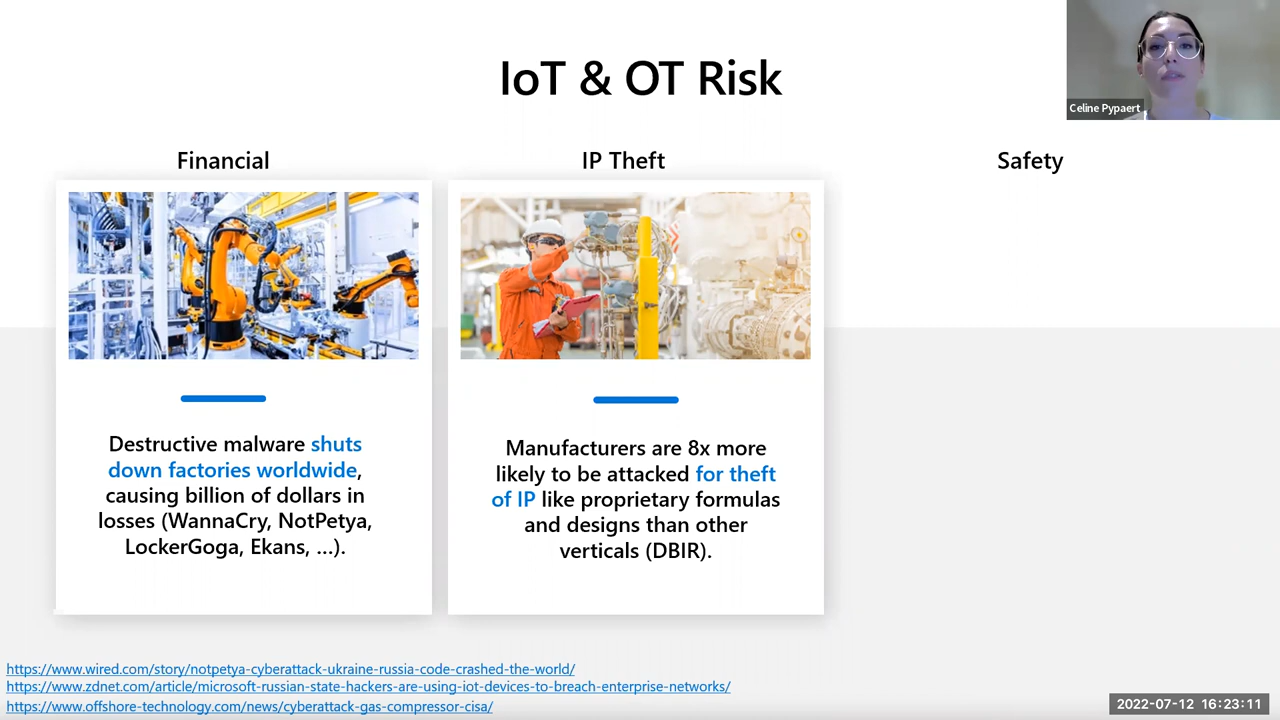 IoT & OT Risk
Celine Pypaert
Financial
IP Theft
Safety
Destructive malware shuts
down factories worldwide,
causing billion of dollars in
losses (WannaCry, NotPetya,
LockerGoga, Ekans, ...).
Manufacturers are 8x more
likely to be attacked for theft
of IP like proprietary formulas
and designs than other
verticals (DBIR).
https://www.wired.com/story/notpetya-cyberattack-ukraine-russia-code-crashed-the-world/
https://www.zdnet.com/article/microsoft-russian-state-hackers-are-using-iot-devices-to-breach-enterprise-networks/
https://www.offshore-technology.com/news/cyberattack-gas-compressor-cisa/
2022-07-12 16:23:11